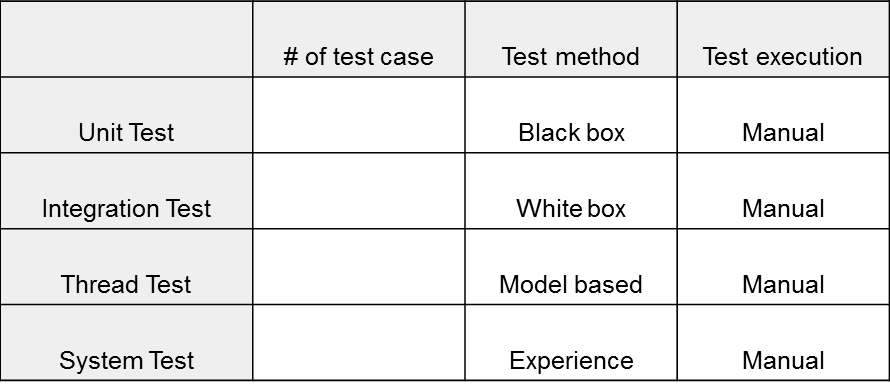 # of test case Test method Test execution
Unit Test Black box Manual
Integration Test White box Manual
Thread Test Model based Manual
System Test Experience Manual